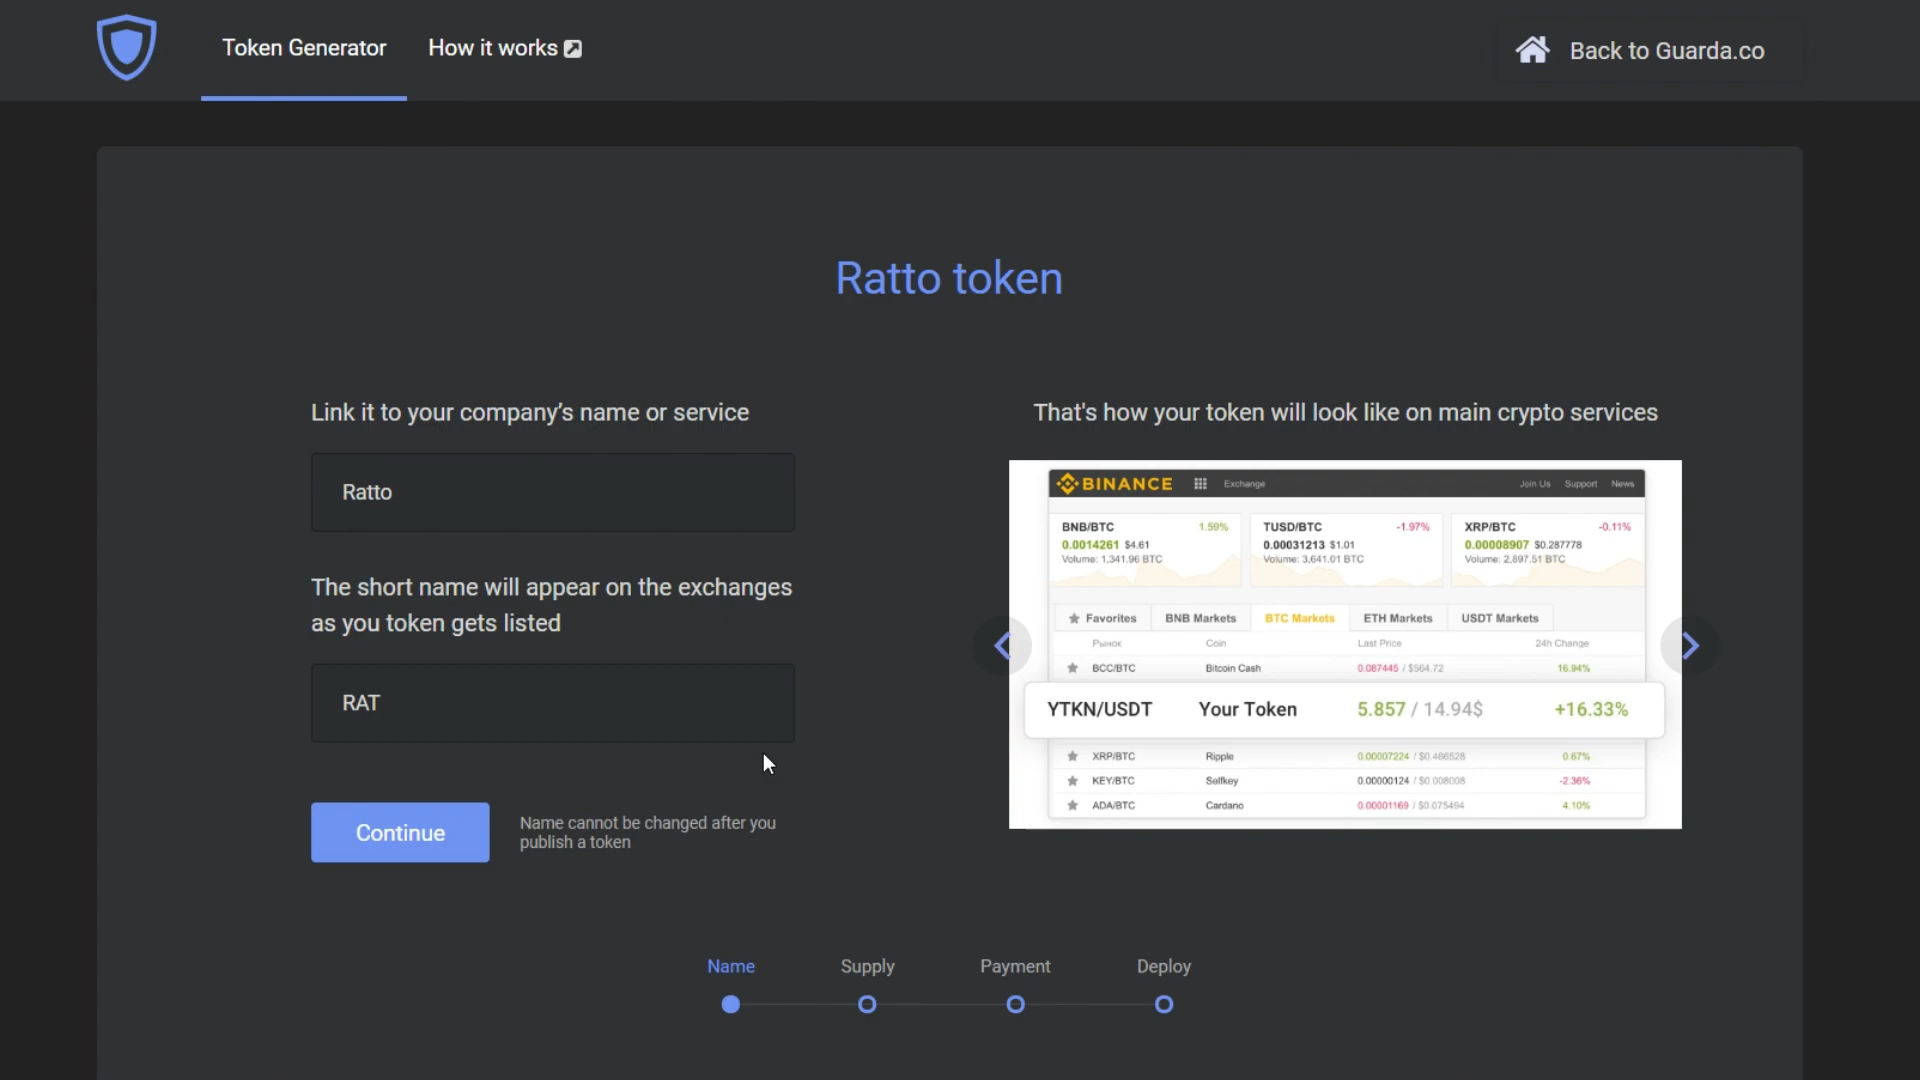 Token Generator
How it works
Back to Guarda.co
Ratto token
Link it to your company's name or service
Ratto
The short name will appear on the exchanges
as you token gets listed
RAT
Continue
Name cannot be changed after you
publish a token
That's how your token will look like on main crypto services
BINANCE Exchange Join Us Support News
BNB/BTC 1.59% TUSD/BTC -1.97% XRP/BTC -0.11%
0.0014261 $4.61 0.00031213 $1.01 0.00008907 $0.287778
Volume: 1,341.96 BTC Volume: 3,641.01 BTC Volume: 2,897.51 BTC
Favorites BNB Markets BTC Markets ETH Markets USDT Markets
Рынок Coin Last Price 24h Change
BCC/BTC Bitcoin Cash 0.087445 / $564.72 16.94%
YTKN/USDT Your Token 5.857 / 14.94$ +16.33%
XRP/BTC Ripple 0.00007224 / $0.466528 0.67%
KEY/BTC Selfkey 0.00000124 / $0.008008 -2.36%
ADA/BTC Cardano 0.00001169 / $0.075494 4.10%
Name Supply Payment Deploy